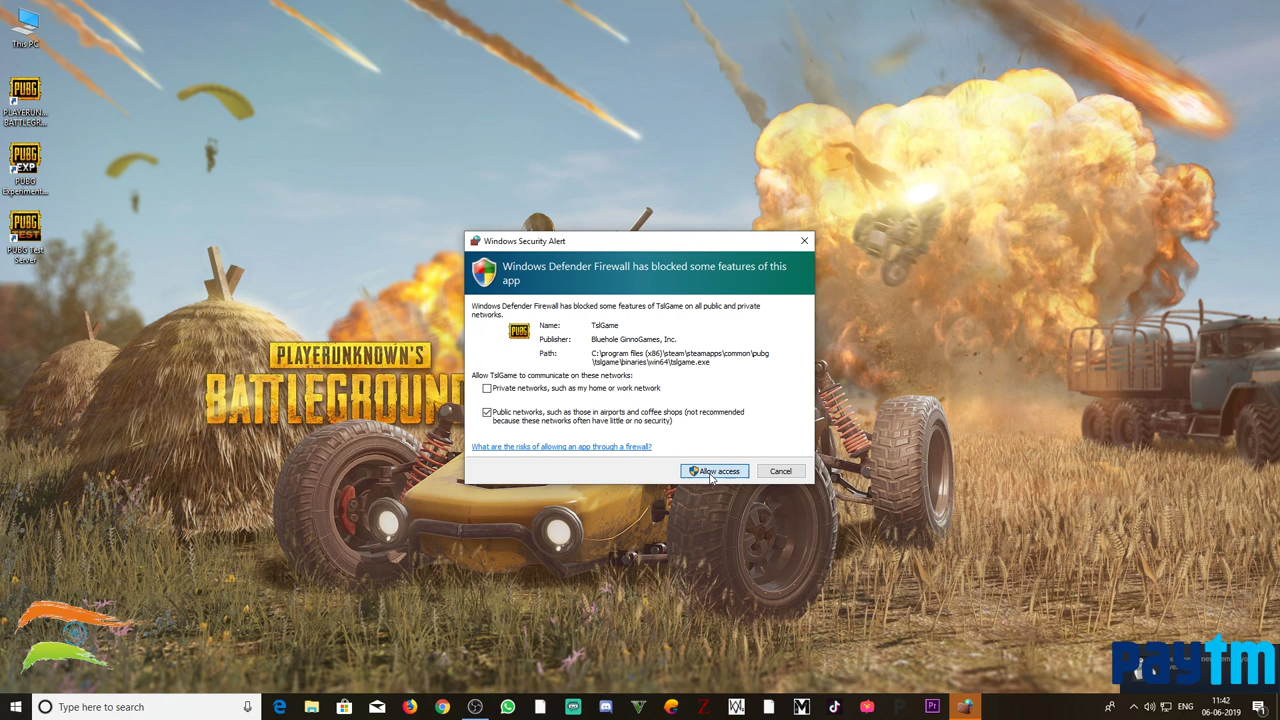 This PC
PUBG
PLAYERUN...
BATTLEGR...
PUBG
EXP
PUBG
Experiment...
PUBG
TEST
PUBG Test
Server
PLAYERUNKNOWN'S
BATTLEGROUN
Windows Security Alert
Windows Defender Firewall has blocked some features of this
app
Windows Defender Firewall has blocked some features of TslGame on all public and private
networks.
PUBG
Name: TslGame
Publisher: Bluehole GinnoGames, Inc.
Path: C:\program files (x86)\steam\steamapps\common\pubg
\tslgame\binaries\win64\tslgame.exe
Allow TslGame to communicate on these networks:
Private networks, such as my home or work network
Public networks, such as those in airports and coffee shops (not recommended
because these networks often have little or no security)
What are the risks of allowing an app through a firewall?
Allow access
Cancel
paytm
Type here to search
Pr
ENG
11:42
06-06-2019
1